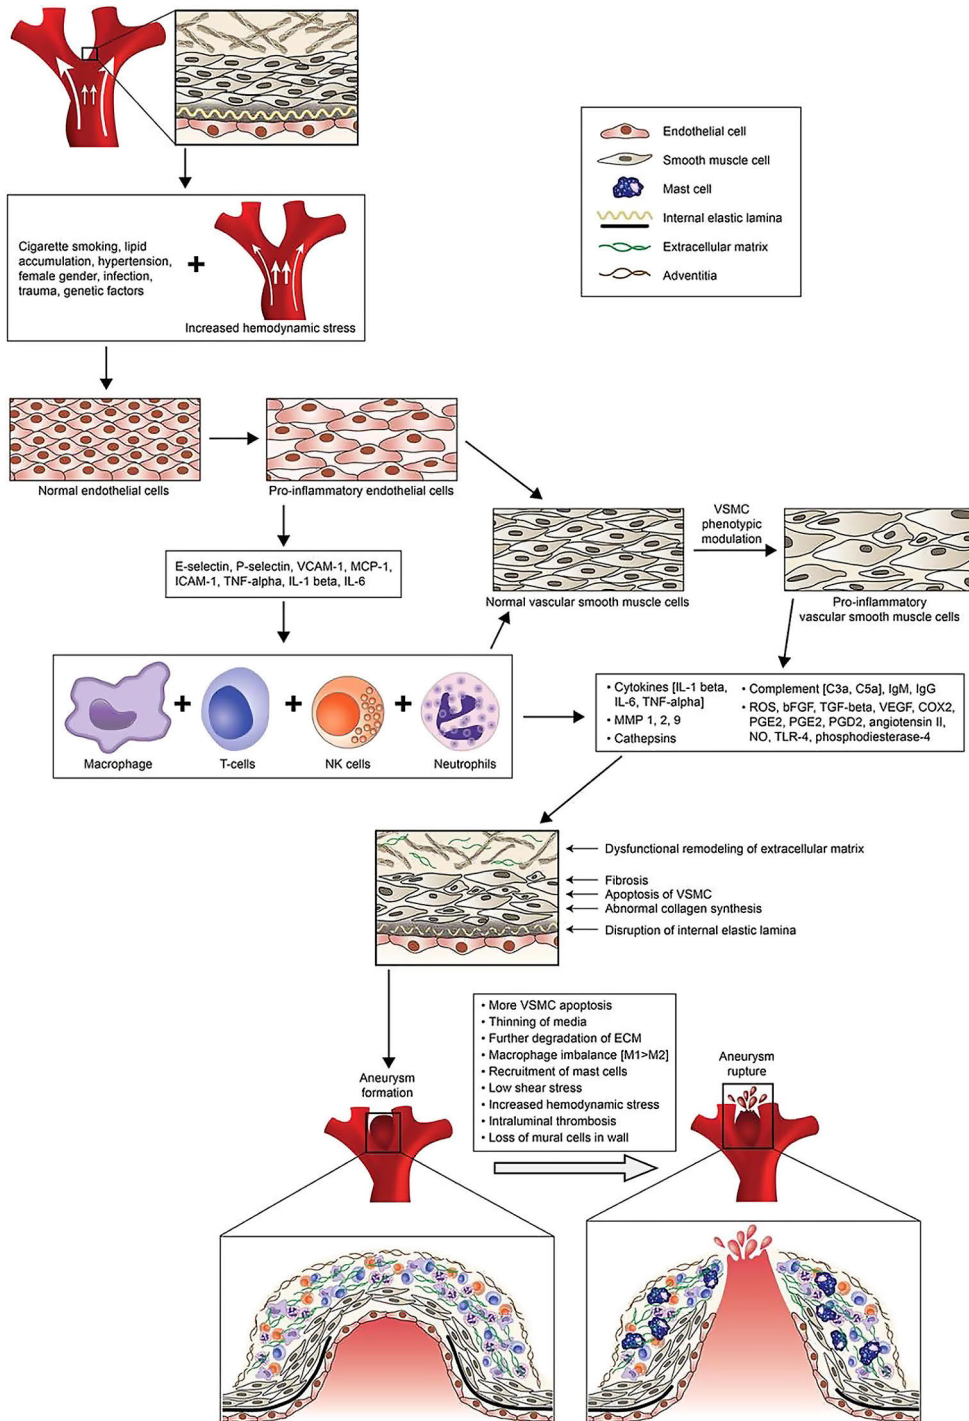 Endothelial cell
Smooth muscle cell
Mast cell
Internal elastic lamina
Extracellular matrix
Adventitia
Cigarette smoking, lipid
accumulation, hypertension,
female gender, infection,
trauma, genetic factors
+
Increased hemodynamic stress
Normal endothelial cells
Pro-inflammatory endothelial cells
VSMC
phenotypic
modulation
Normal vascular smooth muscle cells
Pro-inflammatory
vascular smooth muscle cells
E-selectin, P-selectin, VCAM-1, MCP-1,
ICAM-1, TNF-alpha, IL-1 beta, IL-6
+ + +
Macrophage
T-cells
NK cells
Neutrophils
• Cytokines [IL-1 beta,
IL-6, TNF-alpha]
• MMP 1, 2, 9
• Cathepsins
• Complement [C3a, C5a], IgM, IgG
• ROS, bFGF, TGF-beta, VEGF, COX2,
PGE2, PGE2, PGD2, angiotensin II,
NO, TLR-4, phosphodiesterase-4
Dysfunctional remodeling of extracellular matrix
Fibrosis
Apoptosis of VSMC
Abnormal collagen synthesis
Disruption of internal elastic lamina
Aneurysm
formation
• More VSMC apoptosis
• Thinning of media
• Further degradation of ECM
• Macrophage imbalance [M1>M2]
• Recruitment of mast cells
• Low shear stress
• Increased hemodynamic stress
• Intraluminal thrombosis
• Loss of mural cells in wall
Aneurysm
rupture